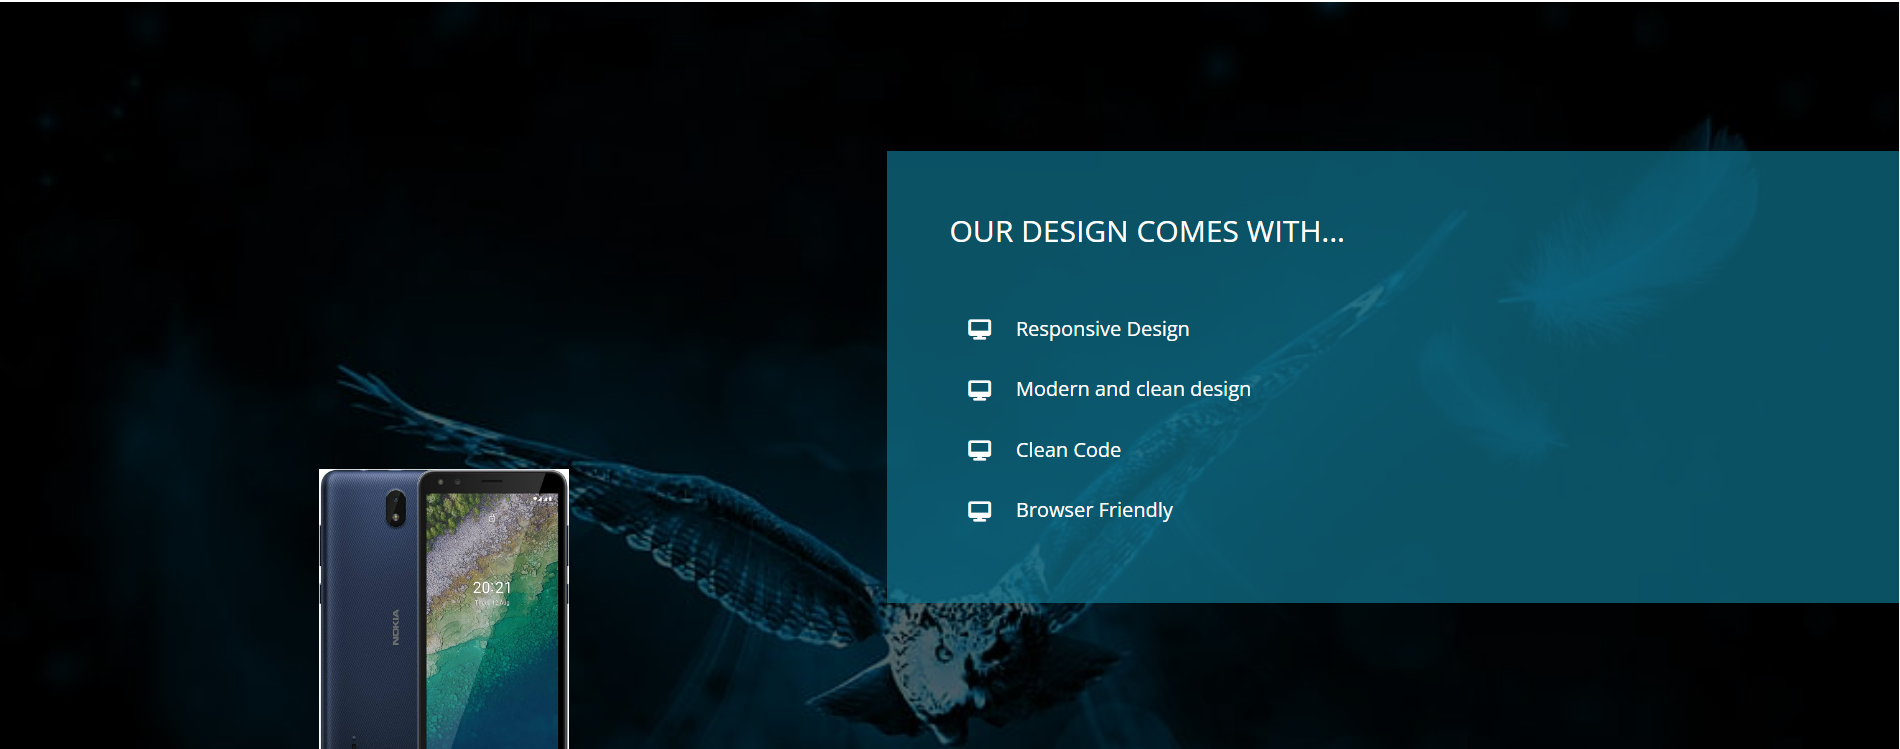 OUR DESIGN COMES WITH...
Responsive Design
Modern and clean design
Clean Code
Browser Friendly
20:21
NOKIA